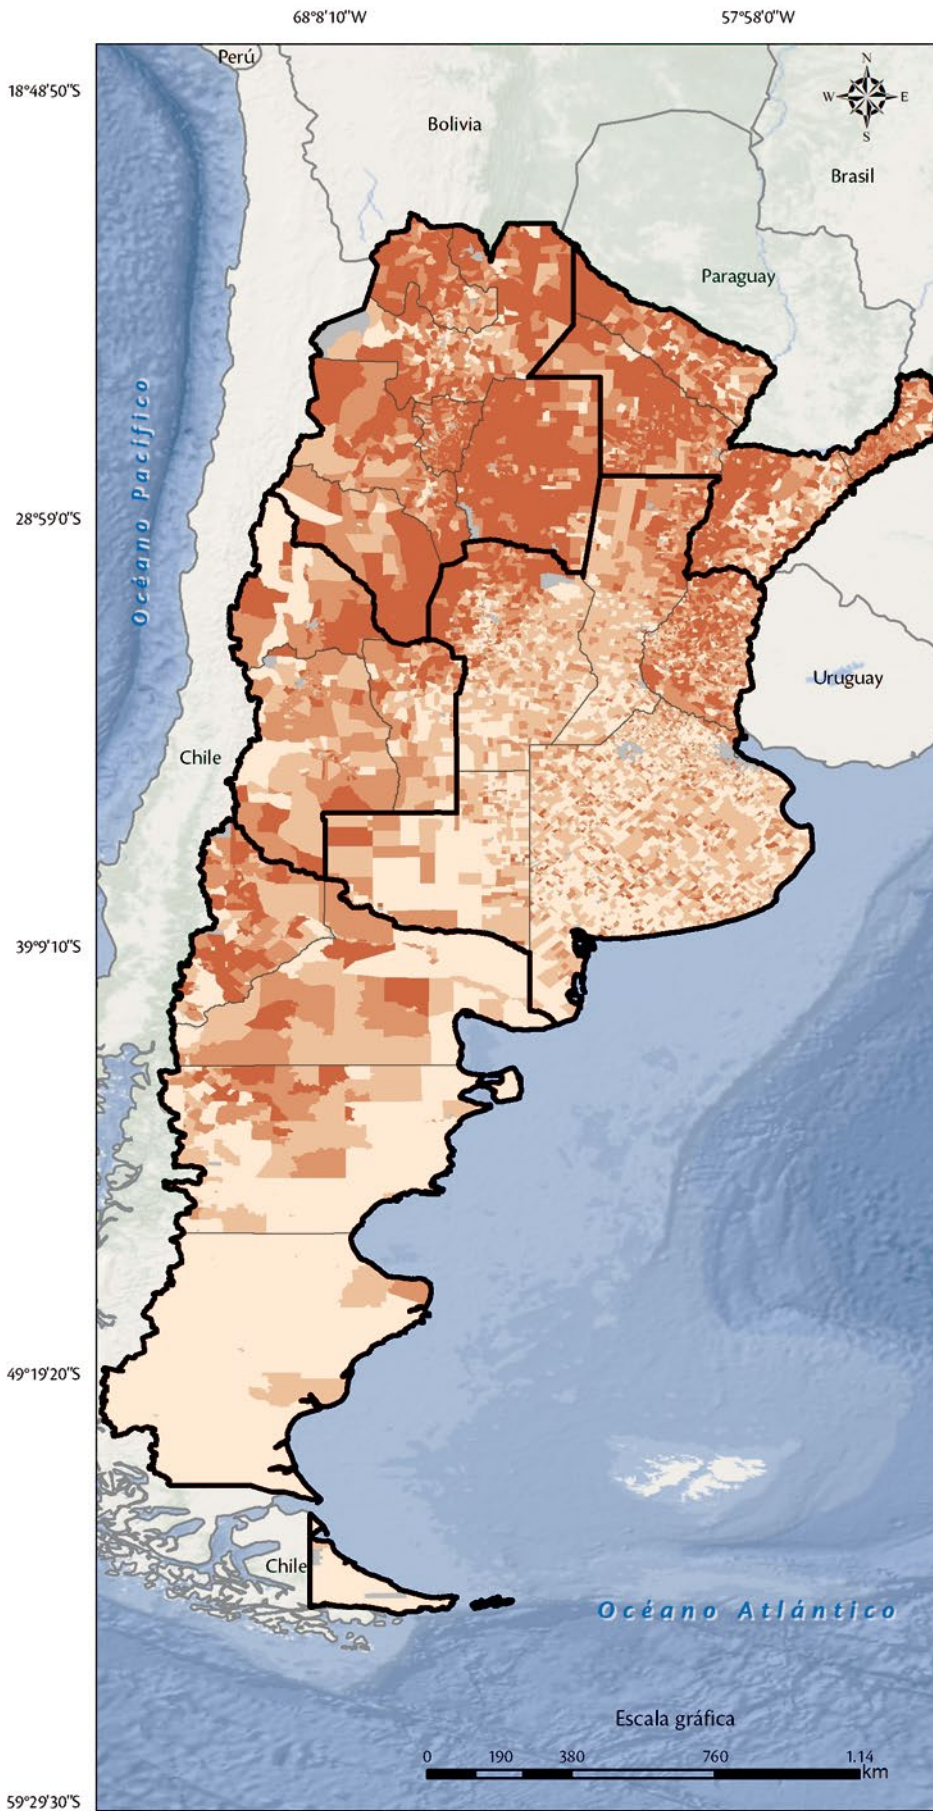 68°8'10"W 57°58'0"W
Perú
18°48'50"S
N
W E
S
Bolivia
Brasil
Paraguay
Océano Pacífico
28°59'0"S
Uruguay
Chile
39°9'10"S
49°19'20"S
Chile
Océano Atlántico
Escala gráfica
0 190 380 760 1.14
km
59°29'30"S